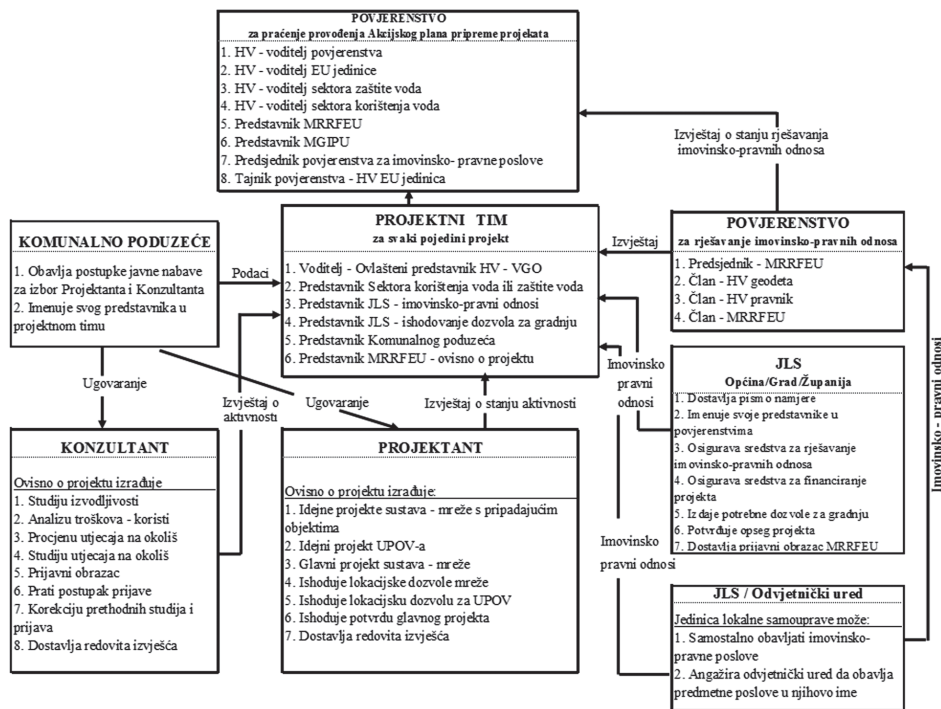 POVJERENSTVO
za praćenje provođenja Akcijskog plana pripreme projekata
1. HV - voditelj povjerenstva
2. HV - voditelj EU jedinice
3. HV - voditelj sektora zaštite voda
4. HV - voditelj sektora korištenja voda
5. Predstavnik MRRFEU
6. Predstavnik MGIPU
7. Predsjednik povjerenstva za imovinsko- pravne poslove
8. Tajnik povjerenstva - HV EU jedinica
Izvještaj o stanju rješavanja
imovinsko-pravnih odnosa
KOMUNALNO PODUZEĆE
1. Obavlja postupke javne nabave
za izbor Projektanta i Konzultanta
2. Imenuje svog predstavnika u
projektnom timu
Podaci
PROJEKTNI TIM
za svaki pojedini projekt
1. Voditelj - Ovlašteni predstavnik HV - VGO
2. Predstavnik Sektora korištenja voda ili zaštite voda
3. Predstavnik JLS - imovinsko-pravni odnosi
4. Predstavnik JLS - ishodovanje dozvola za gradnju
5. Predstavnik Komunalnog poduzeća
6. Predstavnik MRRFEU - ovisno o projektu
Izvještaj
POVJERENSTVO
za rješavanje imovinsko-pravnih odnosa
1. Predsjednik - MRRFEU
2. Član - HV geodeta
3. Član - HV pravnik
4. Član - MRRFEU
Ugovaranje
Izvještaj o
aktivnosti
Ugovaranje
Izvještaj o stanju aktivnosti
Imovinsko
pravni
odnosi
JLS
Općina/Grad/Županija
1. Dostavlja pismo namjere
2. Imenuje svoje predstavnike u
povjerenstvima
3. Osigurava sredstva za rješavanje
imovinsko-pravnih odnosa
4. Osigurava sredstva za financiranje
projekta
5. Izdaje potrebne dozvole za gradnju
6. Potvrđuje opseg projekta
7. Dostavlja prijavni obrazac MRRFEU
Imovinsko - pravni odnosi
KONZULTANT
Ovisno o projektu izrađuje
1. Studiju izvodljivosti
2. Analizu troškova - koristi
3. Procjenu utjecaja na okoliš
4. Studiju utjecaja na okoliš
5. Prijavni obrazac
6. Prati postupak prijave
7. Korekciju prethodnih studija i
prijava
8. Dostavlja redovita izvješća
PROJEKTANT
Ovisno o projektu izrađuje:
1. Idejne projekte sustava - mreže s pripadajućim
objektima
2. Idejni projekt UPOV-a
3. Glavni projekt sustava - mreže
4. Ishoduje lokacijske dozvole mreže
5. Ishoduje lokacijsku dozvolu za UPOV
6. Ishoduje potvrdu glavnog projekta
7. Dostavlja redovita izvješća
Imovinsko
pravni odnosi
JLS / Odvjetnički ured
Jedinica lokalne samouprave može:
1. Samostalno obavljati imovinsko-
pravne poslove
2. Angažira odvjetnički ured da obavlja
predmetne poslove u njihovo ime